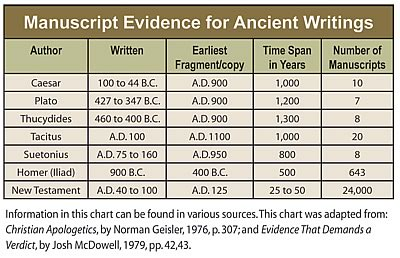 Manuscript Evidence for Ancient Writings
Author Written Earliest Fragment/copy Time Span in Years Number of Manuscripts
Caesar 100 to 44 B.C. A.D. 900 1,000 10
Plato 427 to 347 B.C. A.D. 900 1,200 7
Thucydides 460 to 400 B.C. A.D. 900 1,300 8
Tacitus A.D. 100 A.D. 1100 1,000 20
Suetonius A.D. 75 to 160 A.D. 950 800 8
Homer (Iliad) 900 B.C. 400 B.C. 500 643
New Testament A.D. 40 to 100 A.D. 125 25 to 50 24,000
Information in this chart can be found in various sources. This chart was adapted from:
Christian Apologetics, by Norman Geisler, 1976, p. 307; and Evidence That Demands a
Verdict, by Josh McDowell, 1979, pp. 42,43.